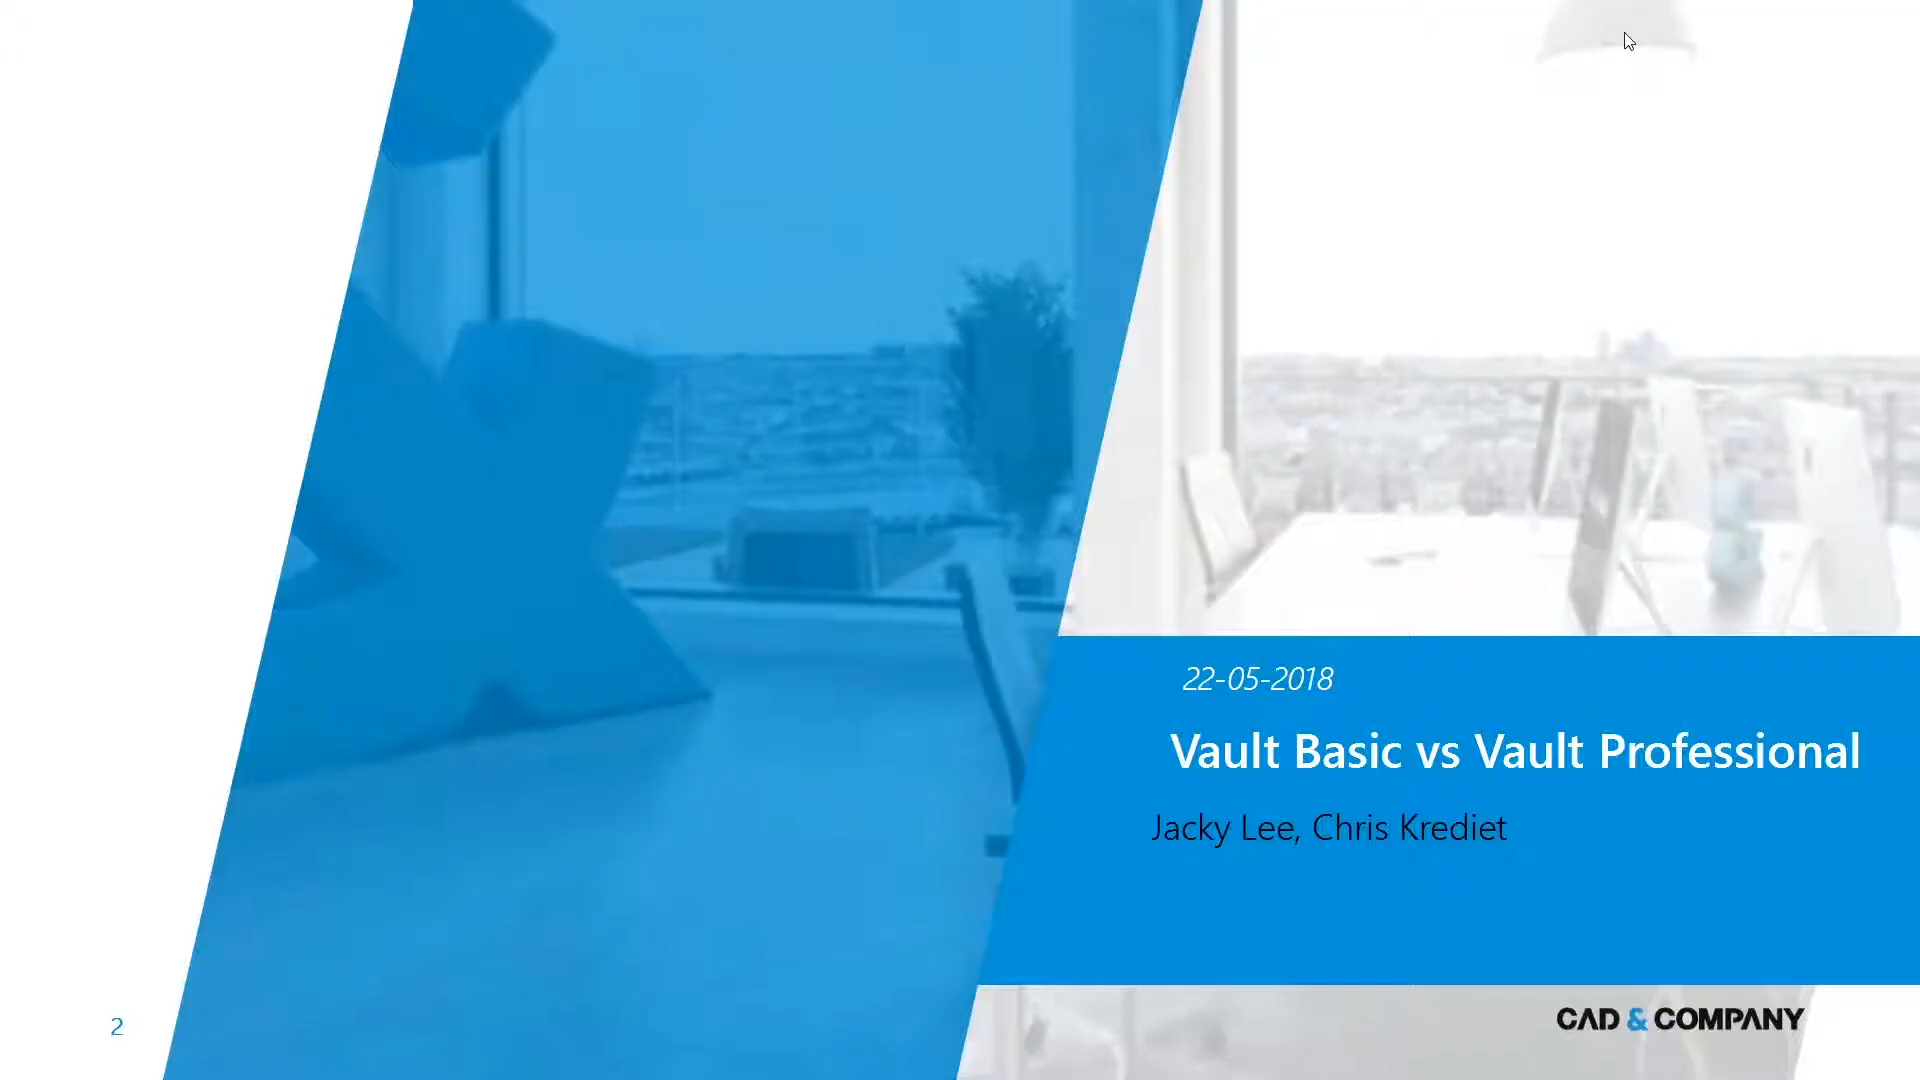 22-05-2018
Vault Basic vs Vault Professional
Jacky Lee, Chris Krediet
2
CAD & COMPANY